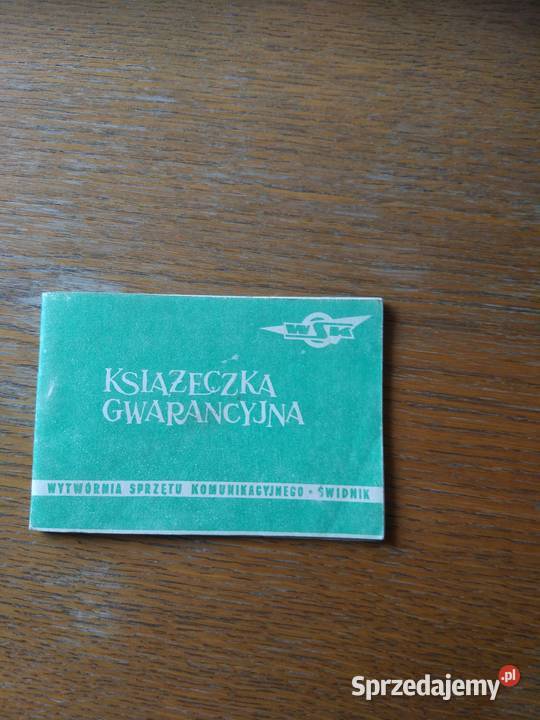 WSK
KSIĄŻECZKA
GWARANCYJNA
WYTWÓRNIA SPRZĘTU KOMUNIKACYJNEGO • ŚWIDNIK
Sprzedajemy.pl